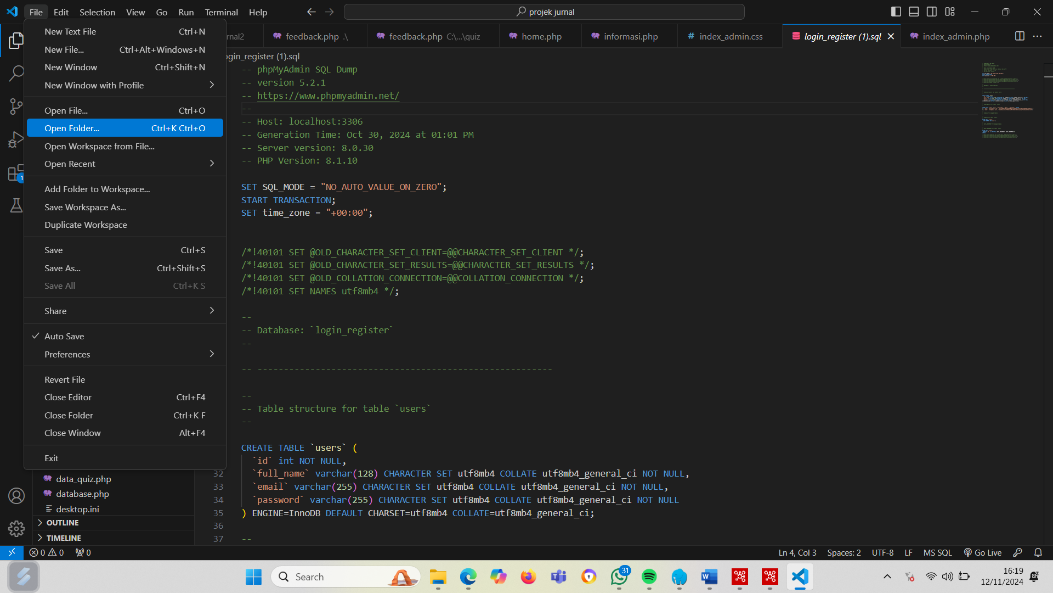 File Edit Selection View Go Run Terminal Help
projek jurnal
New Text File Ctrl+N
New File... Ctrl+Alt+Windows+N
New Window Ctrl+Shift+N
New Window with Profile
Open File... Ctrl+O
Open Folder... Ctrl+K Ctrl+O
Open Workspace from File...
Open Recent
Add Folder to Workspace...
Save Workspace As...
Duplicate Workspace
Save Ctrl+S
Save As... Ctrl+Shift+S
Save All Ctrl+K S
Share
Auto Save
Preferences
Revert File
Close Editor Ctrl+F4
Close Folder Ctrl+K F
Close Window Alt+F4
Exit
data_quiz.php
database.php
desktop.ini
OUTLINE
TIMELINE
rnal2 feedback.php .\ feedback.php C:\...\quiz home.php informasi.php index_admin.css login_register (1).sql index_admin.php
ogin_register (1).sql
-- phpMyAdmin SQL Dump
-- version 5.2.1
-- https://www.phpmyadmin.net/
--
-- Host: localhost:3306
-- Generation Time: Oct 30, 2024 at 01:01 PM
-- Server version: 8.0.30
-- PHP Version: 8.1.10
SET SQL_MODE = "NO_AUTO_VALUE_ON_ZERO";
START TRANSACTION;
SET time_zone = "+00:00";
/*!40101 SET @OLD_CHARACTER_SET_CLIENT=@@CHARACTER_SET_CLIENT */;
/*!40101 SET @OLD_CHARACTER_SET_RESULTS=@@CHARACTER_SET_RESULTS */;
/*!40101 SET @OLD_COLLATION_CONNECTION=@@COLLATION_CONNECTION */;
/*!40101 SET NAMES utf8mb4 */;
--
-- Database: `login_register`
--
-- --------------------------------------------------------
--
-- Table structure for table `users`
--
CREATE TABLE `users` (
`id` int NOT NULL,
32 `full_name` varchar(128) CHARACTER SET utf8mb4 COLLATE utf8mb4_general_ci NOT NULL,
33 `email` varchar(255) CHARACTER SET utf8mb4 COLLATE utf8mb4_general_ci NOT NULL,
34 `password` varchar(255) CHARACTER SET utf8mb4 COLLATE utf8mb4_general_ci NOT NULL
35 ) ENGINE=InnoDB DEFAULT CHARSET=utf8mb4 COLLATE=utf8mb4_general_ci;
36
37 --
0 0 0 Ln 4, Col 3 Spaces: 2 UTF-8 LF MS SQL Go Live
Search 31 16:19
12/11/2024